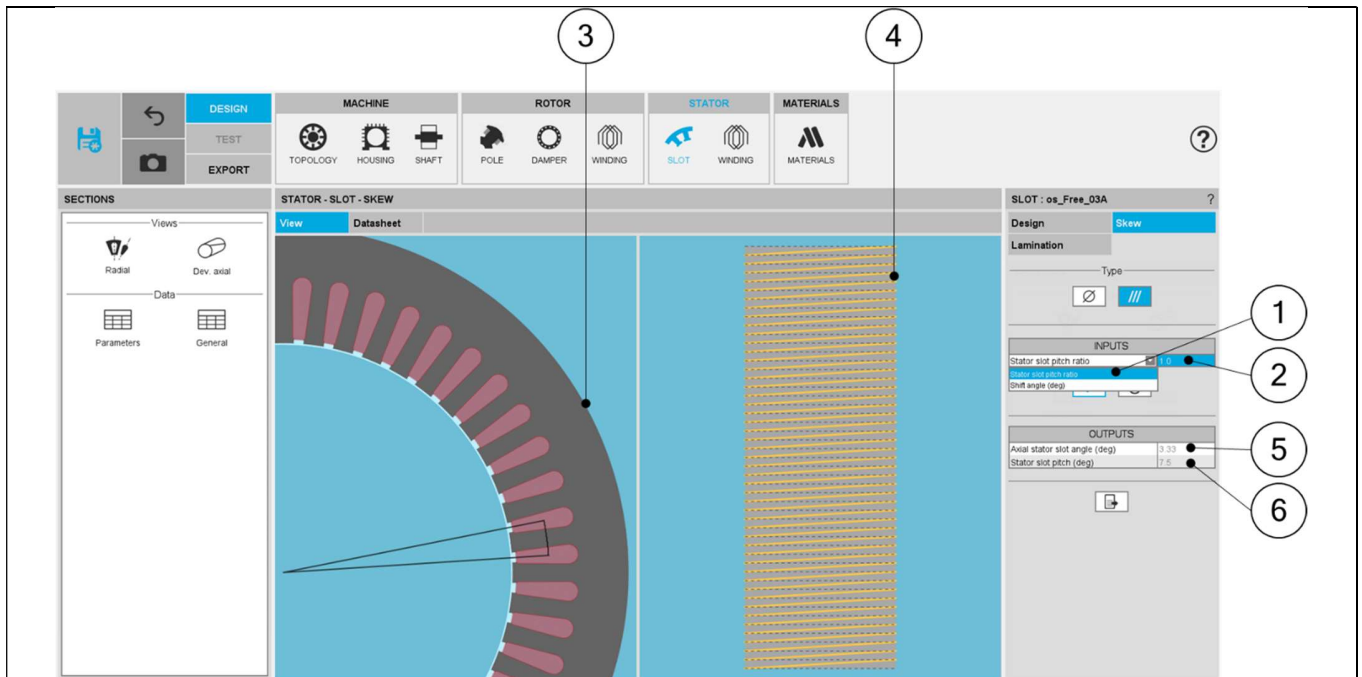 3
4
DESIGN
TEST
EXPORT
MACHINE
TOPOLOGY
HOUSING
SHAFT
ROTOR
POLE
DAMPER
WINDING
STATOR
SLOT
WINDING
MATERIALS
MATERIALS
?
SECTIONS
Views
Radial
Dev. axial
Data
Parameters
General
STATOR - SLOT - SKEW
View
Datasheet
SLOT : os_Free_03A
?
Design
Skew
Lamination
Type
INPUTS
Stator slot pitch ratio
1.0
Stator slot pitch ratio
Shift angle (deg)
1
2
OUTPUTS
Axial stator slot angle (deg)
3.33
Stator slot pitch (deg)
7.5
5
6